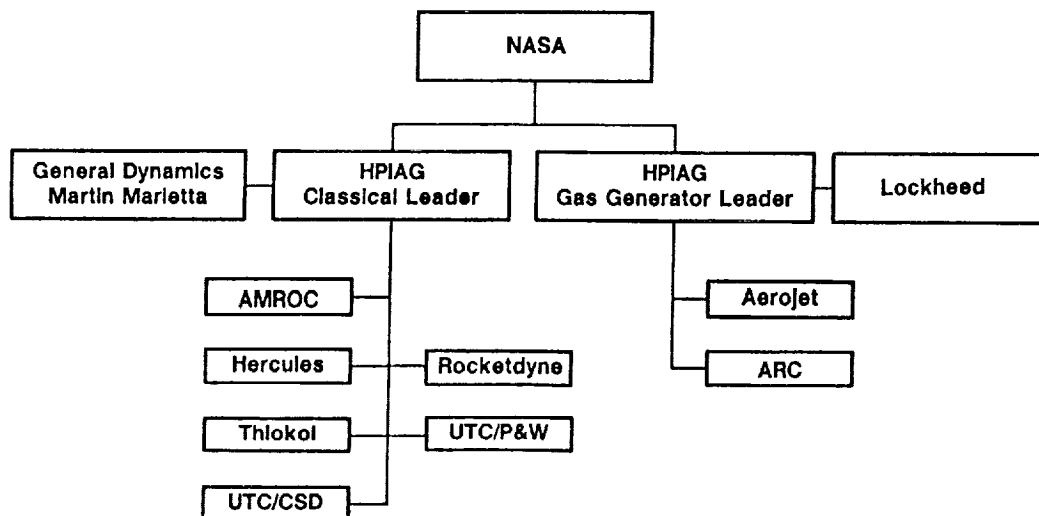 NASA
General Dynamics
Martin Marietta
HPIAG
Classical Leader
HPIAG
Gas Generator Leader
Lockheed
AMROC
Aerojet
Hercules
Rocketdyne
ARC
Thiokol
UTC/P&W
UTC/CSD